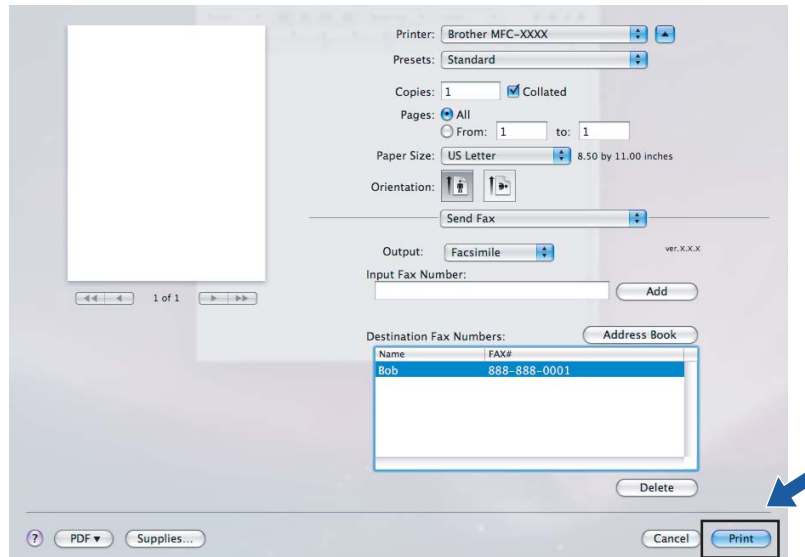 Printer: Brother MFC-XXXX
Presets: Standard
Copies: 1 Collated
Pages: All
From: 1 to: 1
Paper Size: US Letter 8.50 by 11.00 inches
Orientation:
Send Fax
Output: Facsimile ver.X.X.X
Input Fax Number:
Add
1 of 1
Destination Fax Numbers: Address Book
Name FAX#
Bob 888-888-0001
Delete
? PDF▼ Supplies... Cancel Print